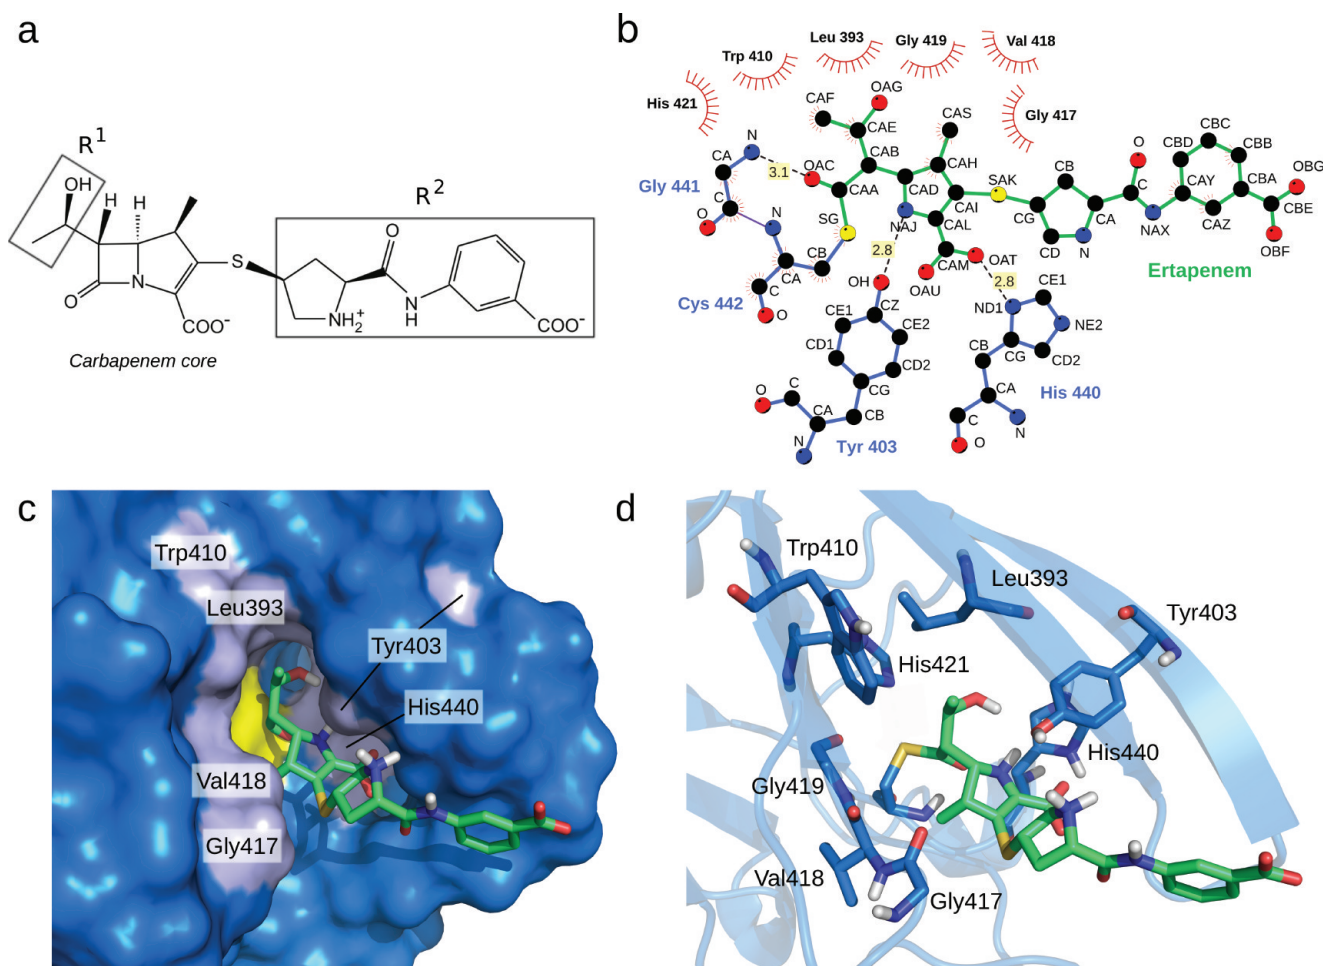 a
R1
OH
H
H
O
N
S
COO-
Carbapenem core
R2
O
N
H
NH2+
COO-
b
Leu 393
Gly 419
Val 418
Trp 410
His 421
Gly 417
CAF
OAG
CAE
CAS
CAB
N
CA
3.1
OAC
CAA
CAD
CAH
SAK
Gly 441
C
O
N
SG
NAJ
CAI
CAL
CG
CB
CA
CD
N
O
C
NAX
CBD
CBC
CBB
CAY
CBA
CAZ
OBG
CBE
OBF
Ertapenem
CB
CA
C
O
Cys 442
2.8
OH
CAM
OAT
OAU
2.8
CE1
ND1
NE2
CG
CD2
CB
CA
C
O
N
His 440
CZ
CE1
CE2
CD1
CD2
CG
CB
CA
C
O
N
Tyr 403
c
Trp410
Leu393
Tyr403
His440
Val418
Gly417
d
Trp410
Leu393
Tyr403
His421
His440
Gly419
Val418
Gly417